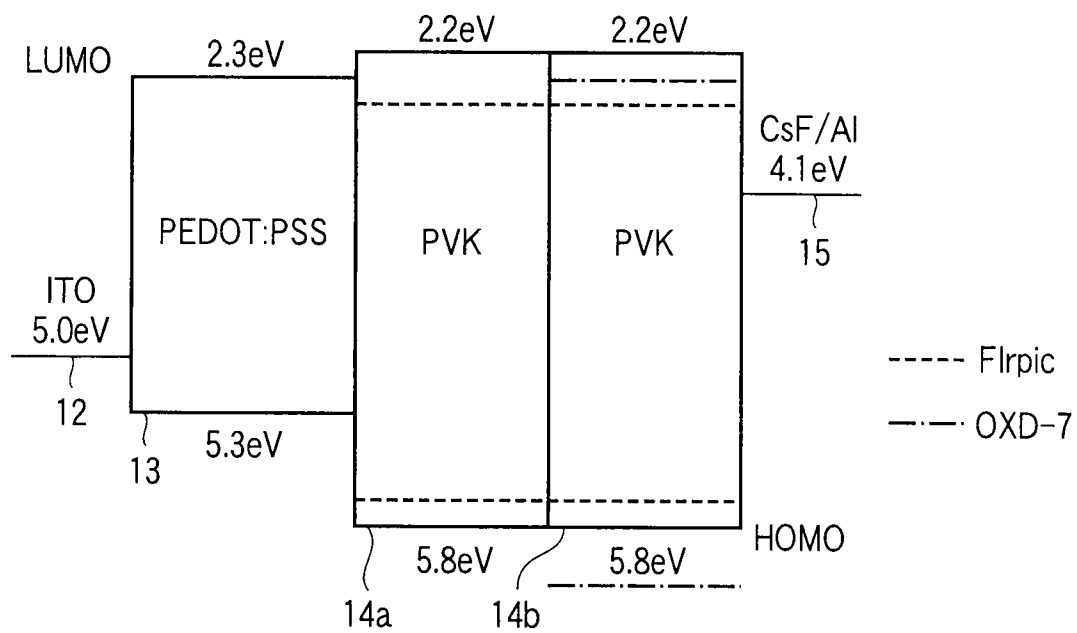 LUMO
2.3eV
2.2eV
2.2eV
PEDOT:PSS
PVK
PVK
CsF/Al
4.1eV
15
ITO
5.0eV
12
13
5.3eV
5.8eV
5.8eV
HOMO
14a
14b
FIrpic
OXD-7